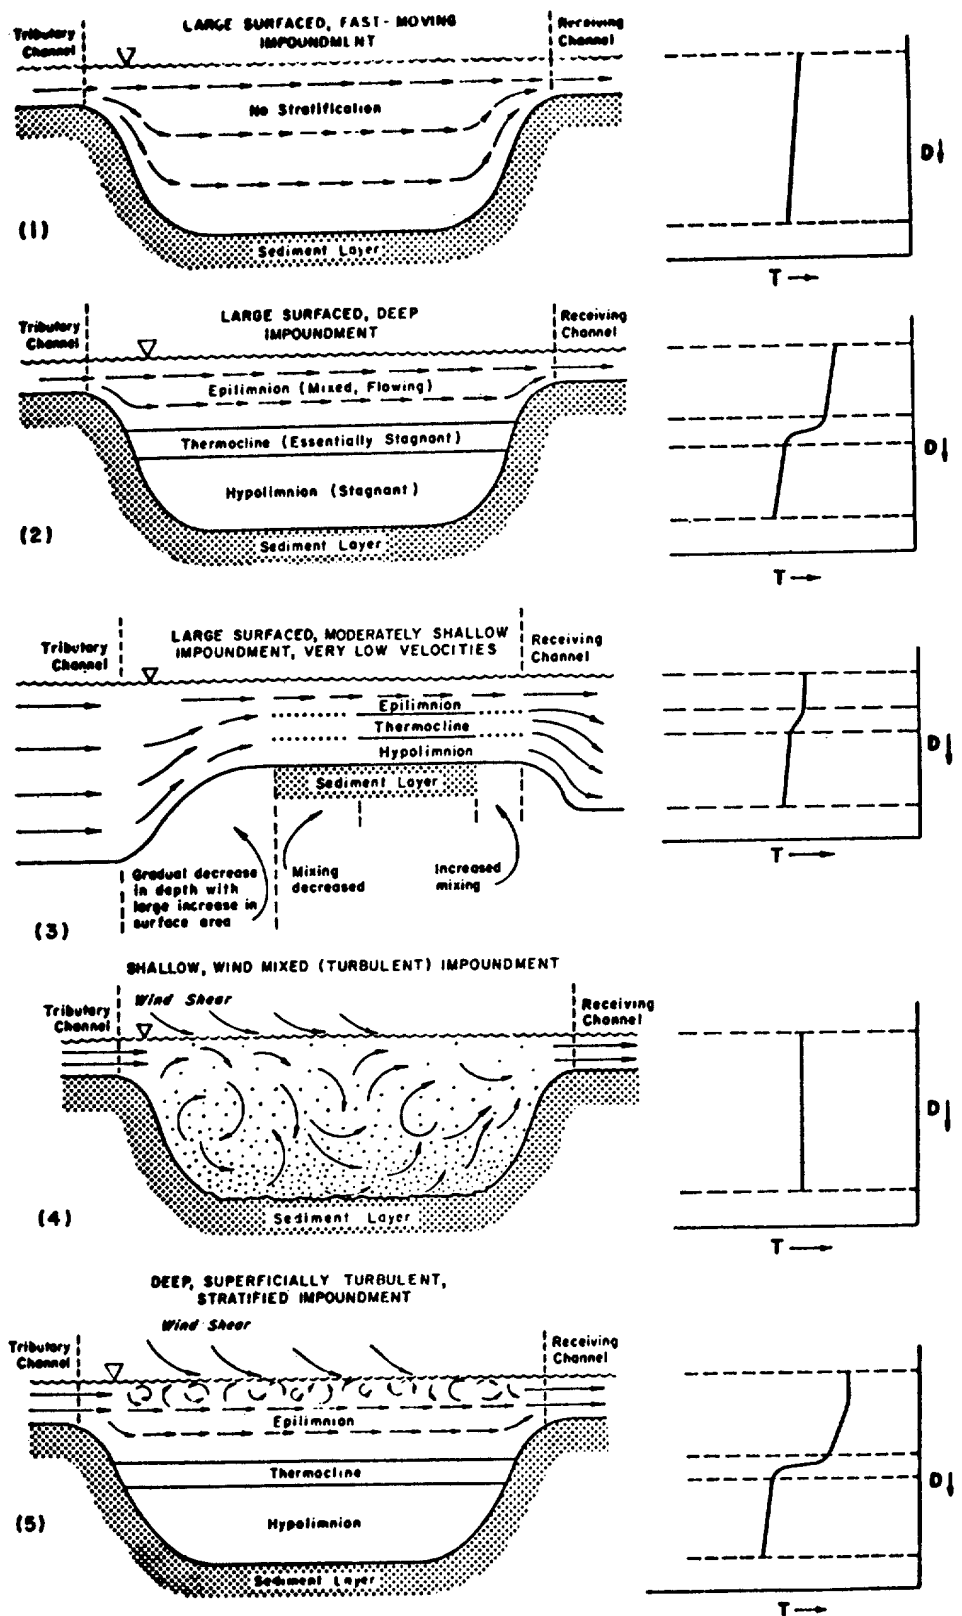 LARGE SURFACED, FAST-MOVING
IMPOUNDMENT
Tributary
Channel
Receiving
Channel
No Stratification
Sediment Layer
(1)
D
T
LARGE SURFACED, DEEP
IMPOUNDMENT
Tributary
Channel
Receiving
Channel
Epilimnion (Mixed, Flowing)
Thermocline (Essentially Stagnant)
Hypolimnion (Stagnant)
Sediment Layer
(2)
D
T
LARGE SURFACED, MODERATELY SHALLOW
IMPOUNDMENT, VERY LOW VELOCITIES
Tributary
Channel
Receiving
Channel
Epilimnion
Thermocline
Hypolimnion
Sediment Layer
Gradual decrease
in depth with
large increase in
surface area
Mixing
decreased
Increased
mixing
(3)
D
T
SHALLOW, WIND MIXED (TURBULENT) IMPOUNDMENT
Wind Shear
Tributary
Channel
Receiving
Channel
Sediment Layer
(4)
D
T
DEEP, SUPERFICIALLY TURBULENT,
STRATIFIED IMPOUNDMENT
Wind Shear
Tributary
Channel
Receiving
Channel
Epilimnion
Thermocline
Hypolimnion
Sediment Layer
(5)
D
T